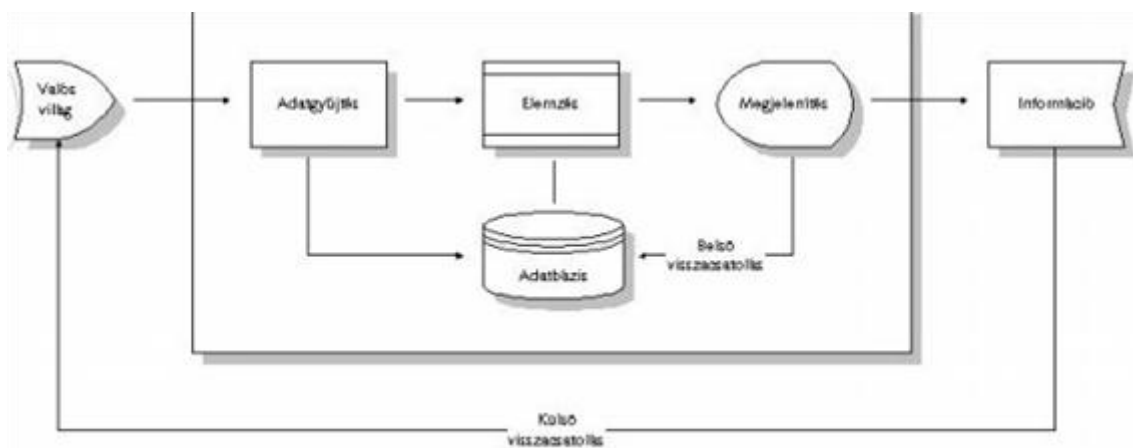 Valós
világ
Adatgyűjtés
Elemzés
Megjelenítés
Információ
Adatbázis
Belső
visszacsatolás
Külső
visszacsatolás